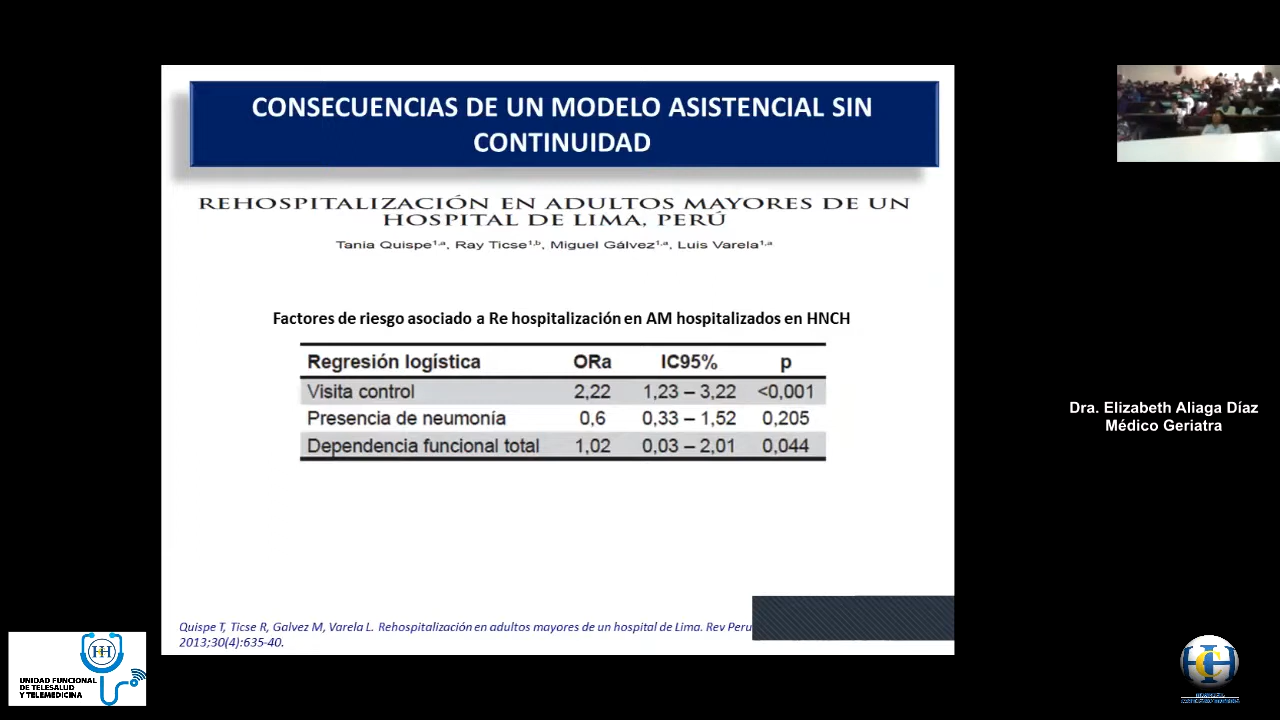 CONSECUENCIAS DE UN MODELO ASISTENCIAL SIN
CONTINUIDAD
REHOSPITALIZACIÓN EN ADULTOS MAYORES DE UN
HOSPITAL DE LIMA, PERÚ
Tania Quispe¹·ᵃ, Ray Ticse¹·ᵇ, Miguel Gálvez¹·ᵃ, Luis Varela¹·ᵃ
Factores de riesgo asociado a Re hospitalización en AM hospitalizados en HNCH
Regresión logística ORa IC95% p
Visita control 2,22 1,23 – 3,22 <0,001
Presencia de neumonía 0,6 0,33 – 1,52 0,205
Dependencia funcional total 1,02 0,03 – 2,01 0,044
Quispe T, Ticse R, Galvez M, Varela L. Rehospitalización en adultos mayores de un hospital de Lima. Rev Peru
2013;30(4):635-40.
Dra. Elizabeth Aliaga Díaz
Médico Geriatra
UNIDAD FUNCIONAL
DE TELESALUD
Y TELEMEDICINA